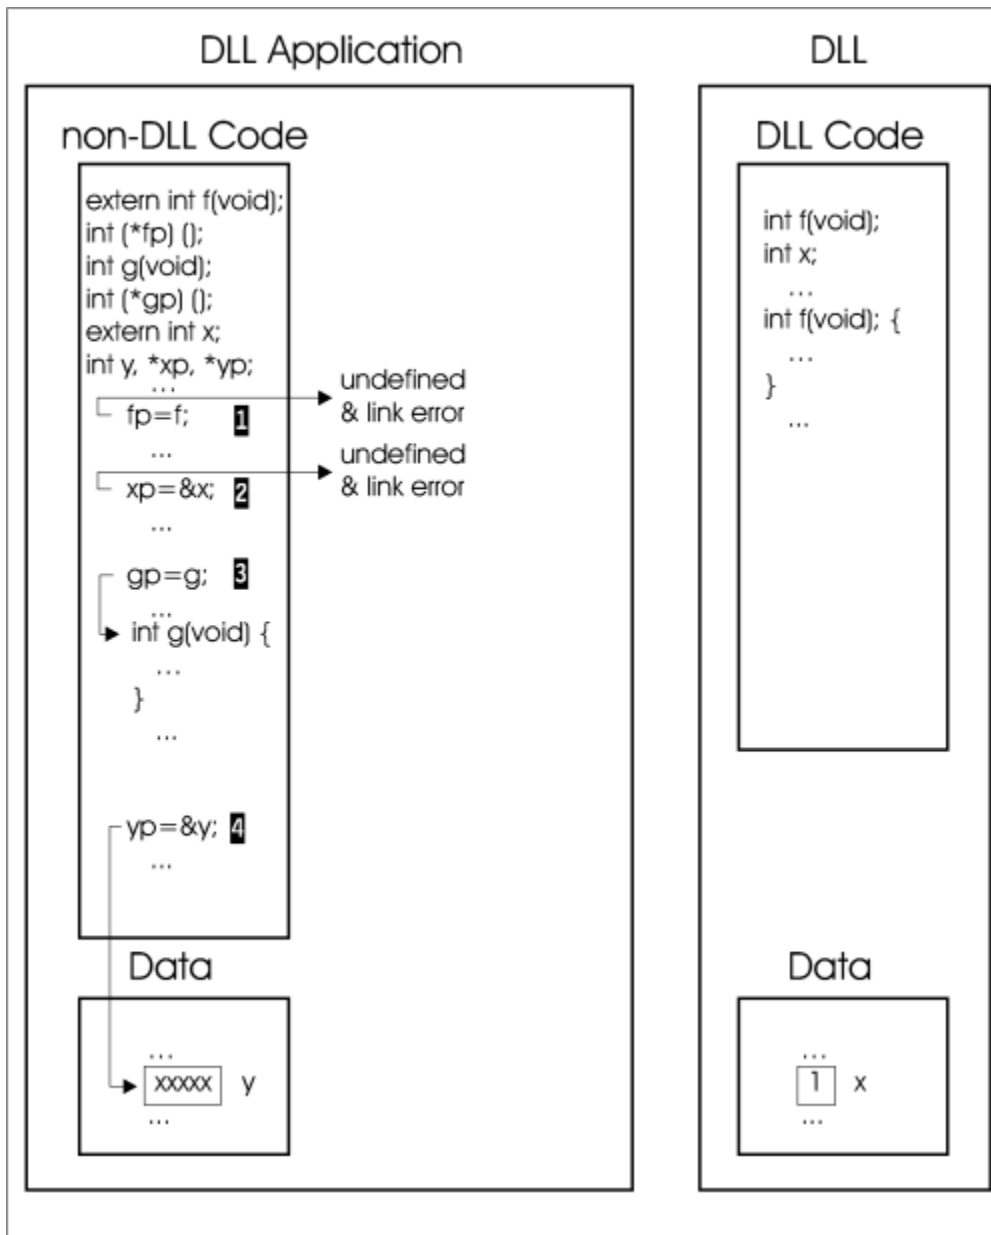 DLL Application
non-DLL Code
extern int f(void);
int (*fp) ();
int g(void);
int (*gp) ();
extern int x;
int y, *xp, *yp;
...
fp=f; 1
undefined
& link error
...
xp=&x; 2
undefined
& link error
...
gp=g; 3
...
int g(void) {
...
}
...
yp=&y; 4
...
Data
...
xxxxx y
...
DLL
DLL Code
int f(void);
int x;
...
int f(void); {
...
}
...
Data
...
1 x
...